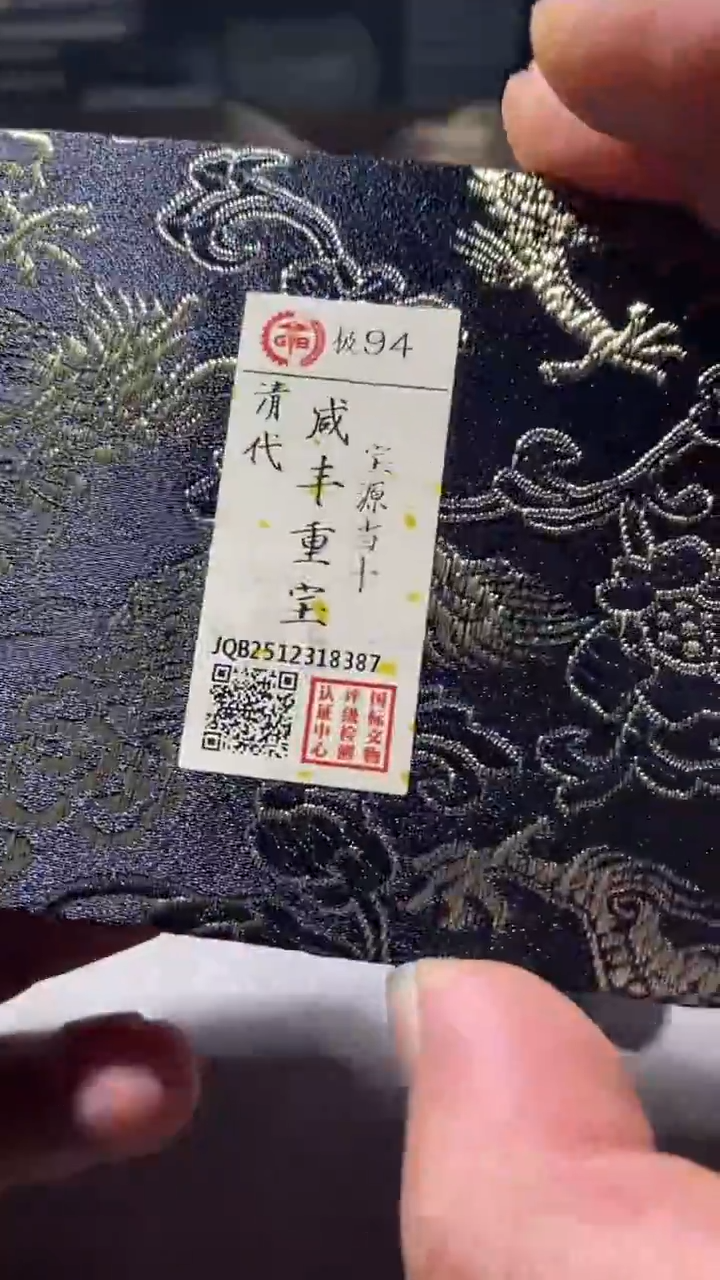 GTB 极94
清代
咸丰重宝
宝源当十
JQB2512318387
国际文物
评级检测
认证中心